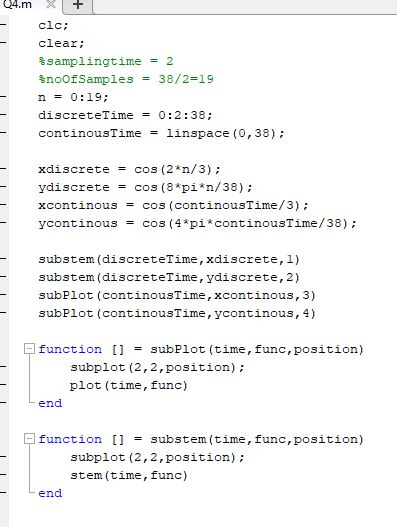 Q4.m
clc;
clear;
%samplingtime = 2
%noOfSamples = 38/2=19
n = 0:19;
discreteTime = 0:2:38;
continousTime = linspace(0,38);
xdiscrete = cos(2*n/3);
ydiscrete = cos(8*pi*n/38);
xcontinous = cos(continousTime/3);
ycontinous = cos(4*pi*continousTime/38);
substem(discreteTime,xdiscrete,1)
substem(discreteTime,ydiscrete,2)
subPlot(continousTime,xcontinous,3)
subPlot(continousTime,ycontinous,4)
function [] = subPlot(time,func,position)
subplot(2,2,position);
plot(time,func)
end
function [] = substem(time,func,position)
subplot(2,2,position);
stem(time,func)
end